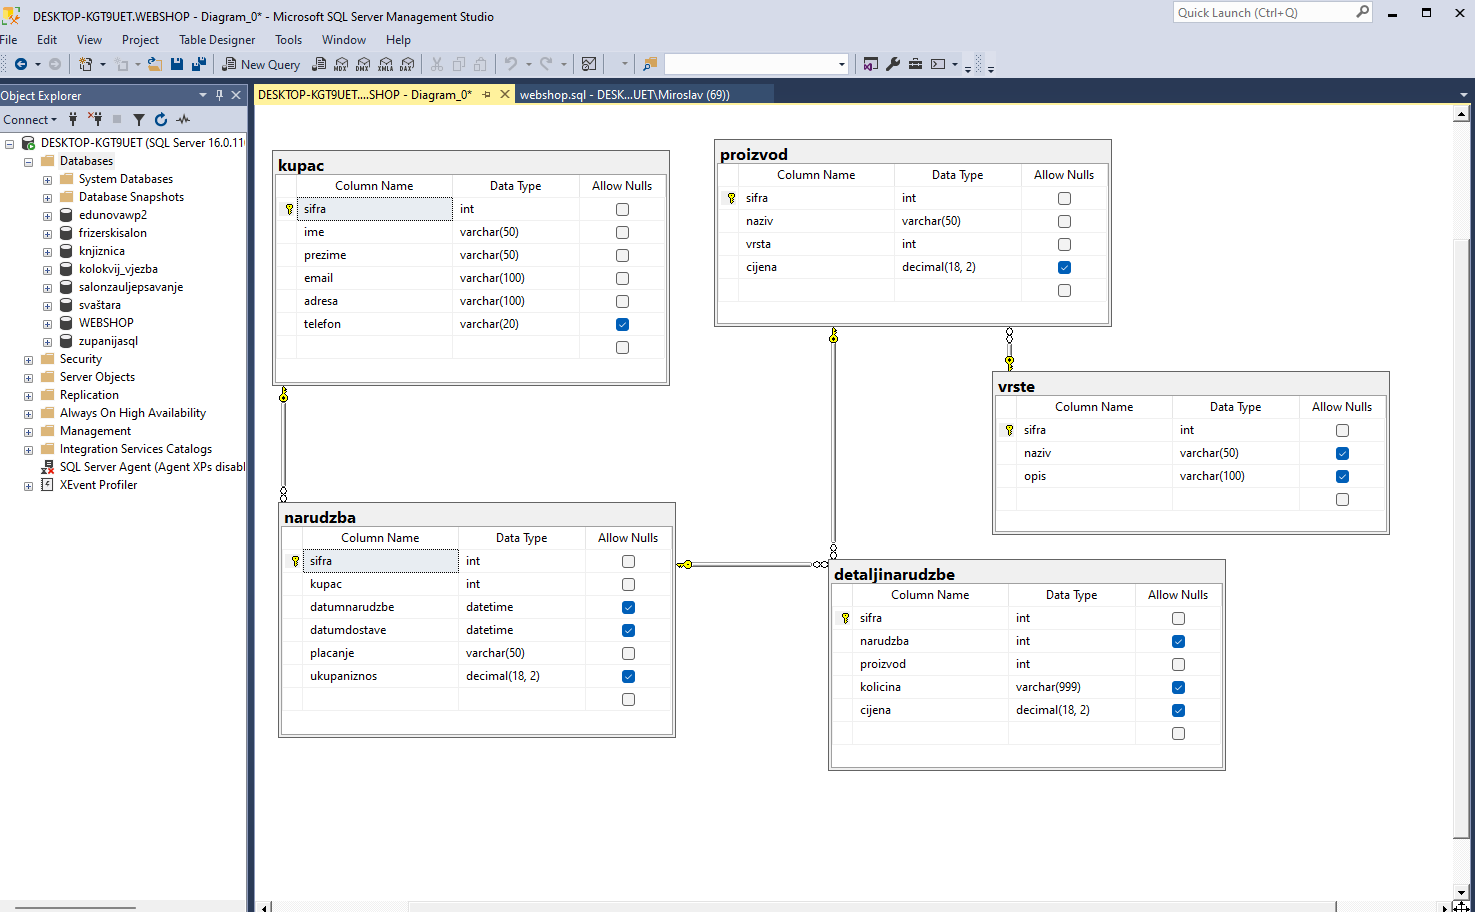 DESKTOP-KGT9UET.WEBSHOP - Diagram_0* - Microsoft SQL Server Management Studio
Quick Launch (Ctrl+Q)
File Edit View Project Table Designer Tools Window Help
New Query MDX DMX XMLA DAX
Object Explorer
DESKTOP-KGT9UET....SHOP - Diagram_0*
webshop.sql - DESK...UET\Miroslav (69))
Connect
DESKTOP-KGT9UET (SQL Server 16.0.110
Databases
System Databases
Database Snapshots
edunovawp2
frizerskisalon
knjiznica
kolokvij_vjezba
salonzauljepsavanje
svaštara
WEBSHOP
zupanijasql
Security
Server Objects
Replication
Always On High Availability
Management
Integration Services Catalogs
SQL Server Agent (Agent XPs disabl
XEvent Profiler
kupac
Column Name Data Type Allow Nulls
sifra int
ime varchar(50)
prezime varchar(50)
email varchar(100)
adresa varchar(100)
telefon varchar(20)
proizvod
Column Name Data Type Allow Nulls
sifra int
naziv varchar(50)
vrsta int
cijena decimal(18, 2)
vrste
Column Name Data Type Allow Nulls
sifra int
naziv varchar(50)
opis varchar(100)
narudzba
Column Name Data Type Allow Nulls
sifra int
kupac int
datumnarudzbe datetime
datumdostave datetime
placanje varchar(50)
ukupaniznos decimal(18, 2)
detaljinarudzbe
Column Name Data Type Allow Nulls
sifra int
narudzba int
proizvod int
kolicina varchar(999)
cijena decimal(18, 2)